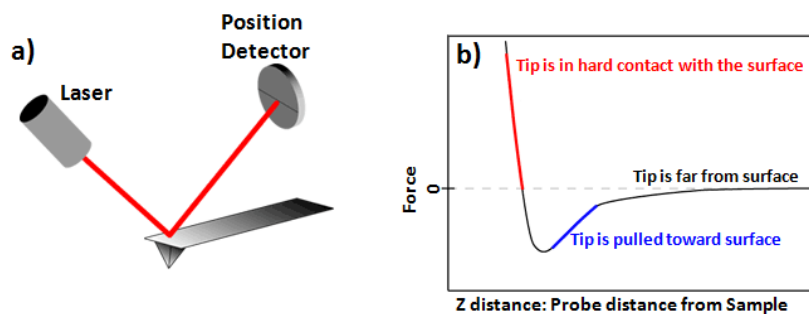 a)
Laser
Position
Detector
b)
Tip is in hard contact with the surface
Tip is far from surface
0
Force
Tip is pulled toward surface
Z distance: Probe distance from Sample